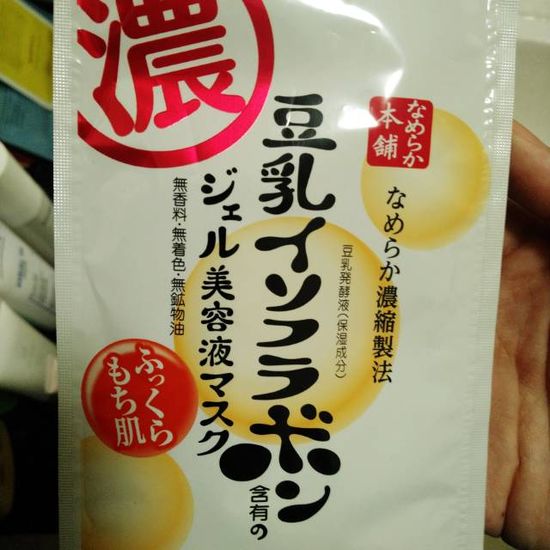 濃
なめらか
本舗
なめらか濃縮製法
豆乳発酵液(保湿成分)
豆乳イソフラボン
含有の
ジェル美容液マスク
無香料・無着色・無鉱物油
ふっくら
もち肌